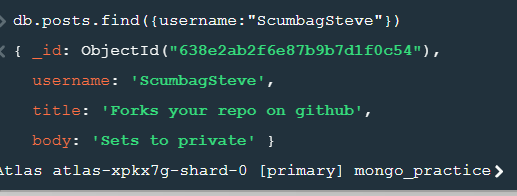 > db.posts.find({username:"ScumbagSteve"})
< { _id: ObjectId("638e2ab2f6e87b9b7d1f0c54"),
username: 'ScumbagSteve',
title: 'Forks your repo on github',
body: 'Sets to private' }
Atlas atlas-xpkx7g-shard-0 [primary] mongo_practice>